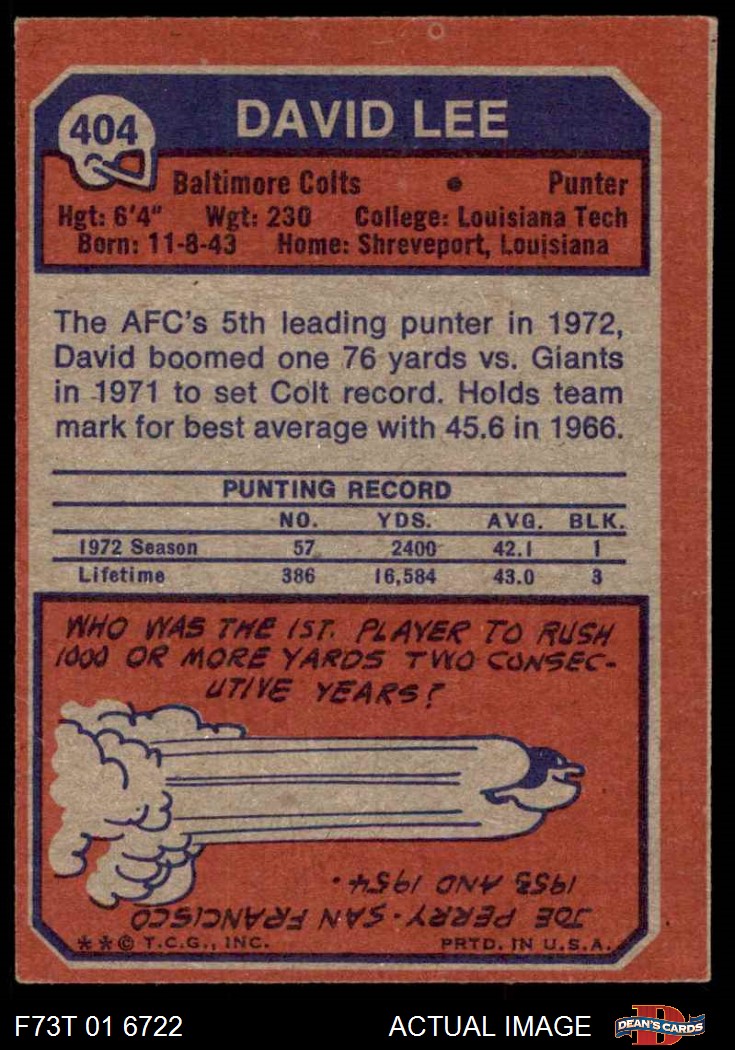 404
DAVID LEE
Baltimore Colts • Punter
Hgt: 6'4" Wgt: 230 College: Louisiana Tech
Born: 11-8-43 Home: Shreveport, Louisiana
The AFC's 5th leading punter in 1972,
David boomed one 76 yards vs. Giants
in 1971 to set Colt record. Holds team
mark for best average with 45.6 in 1966.
PUNTING RECORD
NO. YDS. AVG. BLK.
1972 Season 57 2400 42.1 1
Lifetime 386 16,584 43.0 3
WHO WAS THE 1ST. PLAYER TO RUSH
1000 OR MORE YARDS TWO CONSEC-
UTIVE YEARS?
JOE PERRY-SAN FRANCISCO
1953 AND 1954.
**© T.C.G., INC. PRTD. IN U.S.A.
F73T 01 6722 ACTUAL IMAGE
D
DEAN'S CARDS